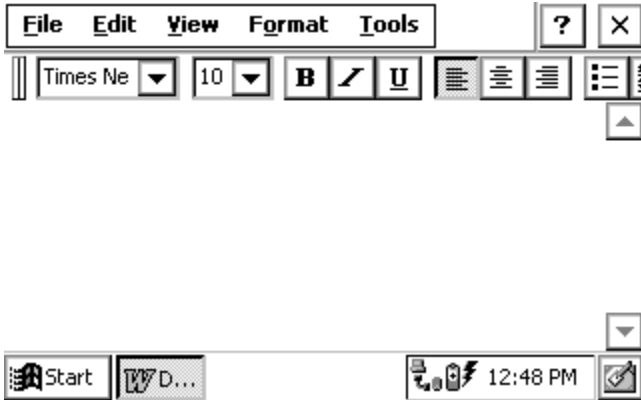 File Edit View Format Tools ? ×
Times Ne 10 B I U
Start W D... 12:48 PM